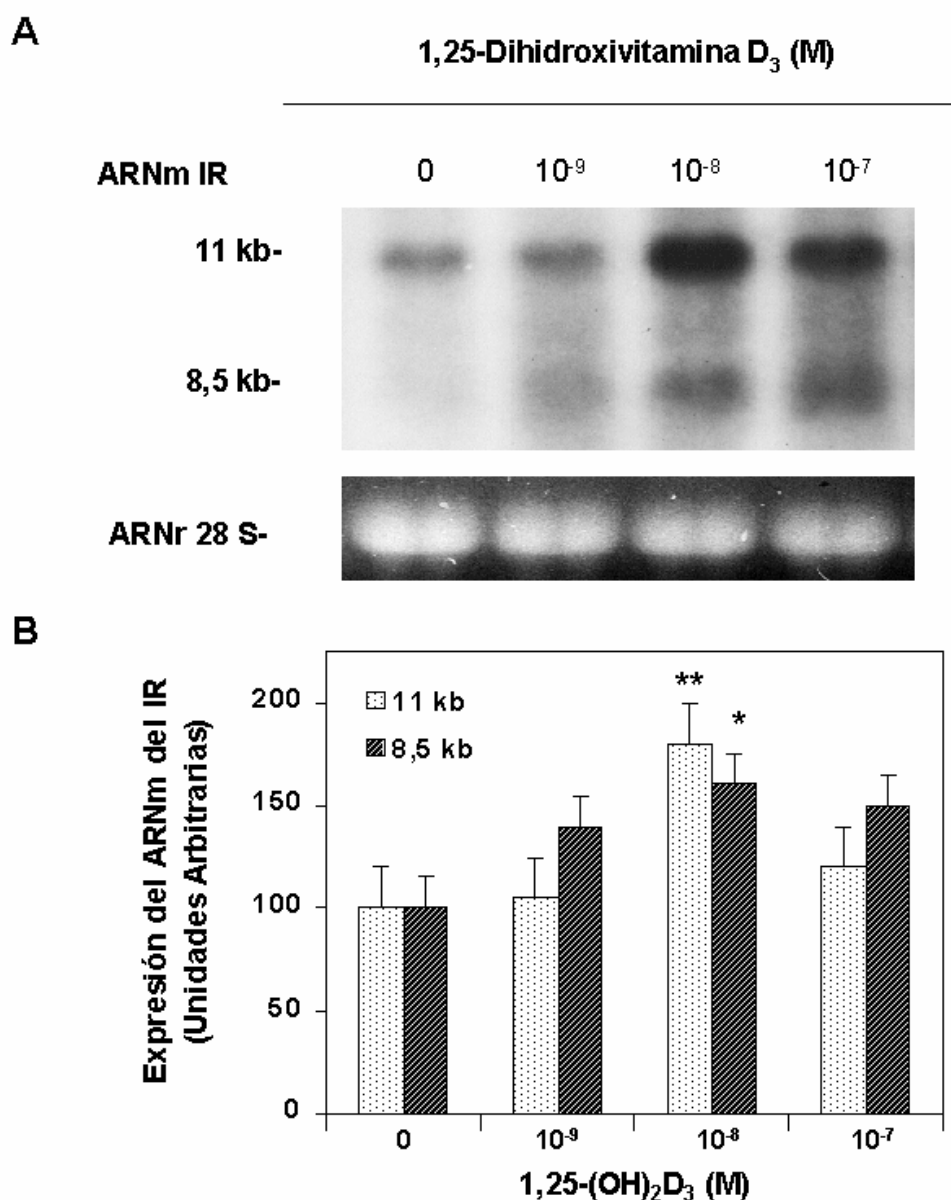 A
1,25-Dihidroxivitamina D₃ (M)
ARNm IR 0 10⁻⁹ 10⁻⁸ 10⁻⁷
11 kb-
8,5 kb-
ARNr 28 S-
B
Expresión del ARNm del IR
(Unidades Arbitrarias)
200
150
100
50
0
11 kb
8,5 kb
**
*
0 10⁻⁹ 10⁻⁸ 10⁻⁷
1,25-(OH)₂D₃ (M)